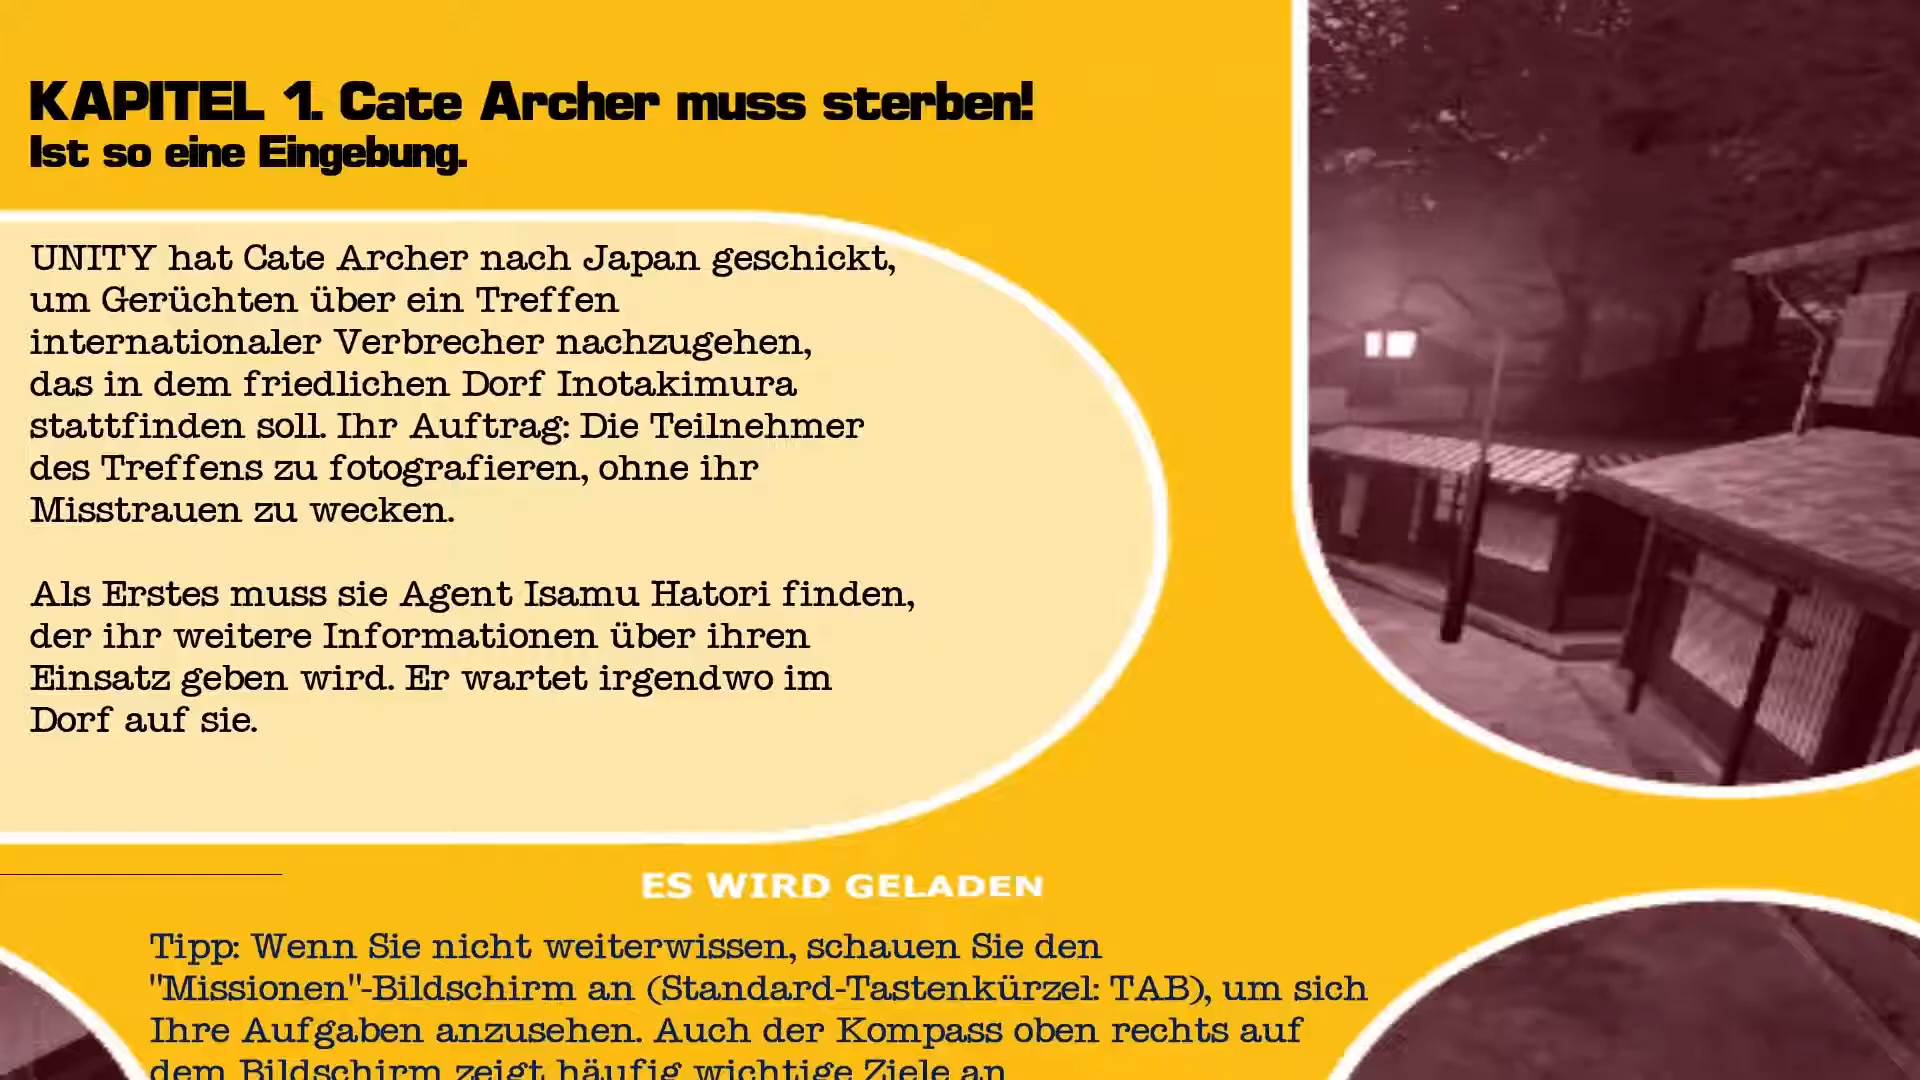 KAPITEL 1. Cate Archer muss sterben!
Ist so eine Eingebung.
UNITY hat Cate Archer nach Japan geschickt,
um Gerüchten über ein Treffen
internationaler Verbrecher nachzugehen,
das in dem friedlichen Dorf Inotakimura
stattfinden soll. Ihr Auftrag: Die Teilnehmer
des Treffens zu fotografieren, ohne ihr
Misstrauen zu wecken.
Als Erstes muss sie Agent Isamu Hatori finden,
der ihr weitere Informationen über ihren
Einsatz geben wird. Er wartet irgendwo im
Dorf auf sie.
ES WIRD GELADEN
Tipp: Wenn Sie nicht weiterwissen, schauen Sie den
"Missionen"-Bildschirm an (Standard-Tastenkürzel: TAB), um sich
Ihre Aufgaben anzusehen. Auch der Kompass oben rechts auf
dem Bildschirm zeigt häufig wichtige Ziele an